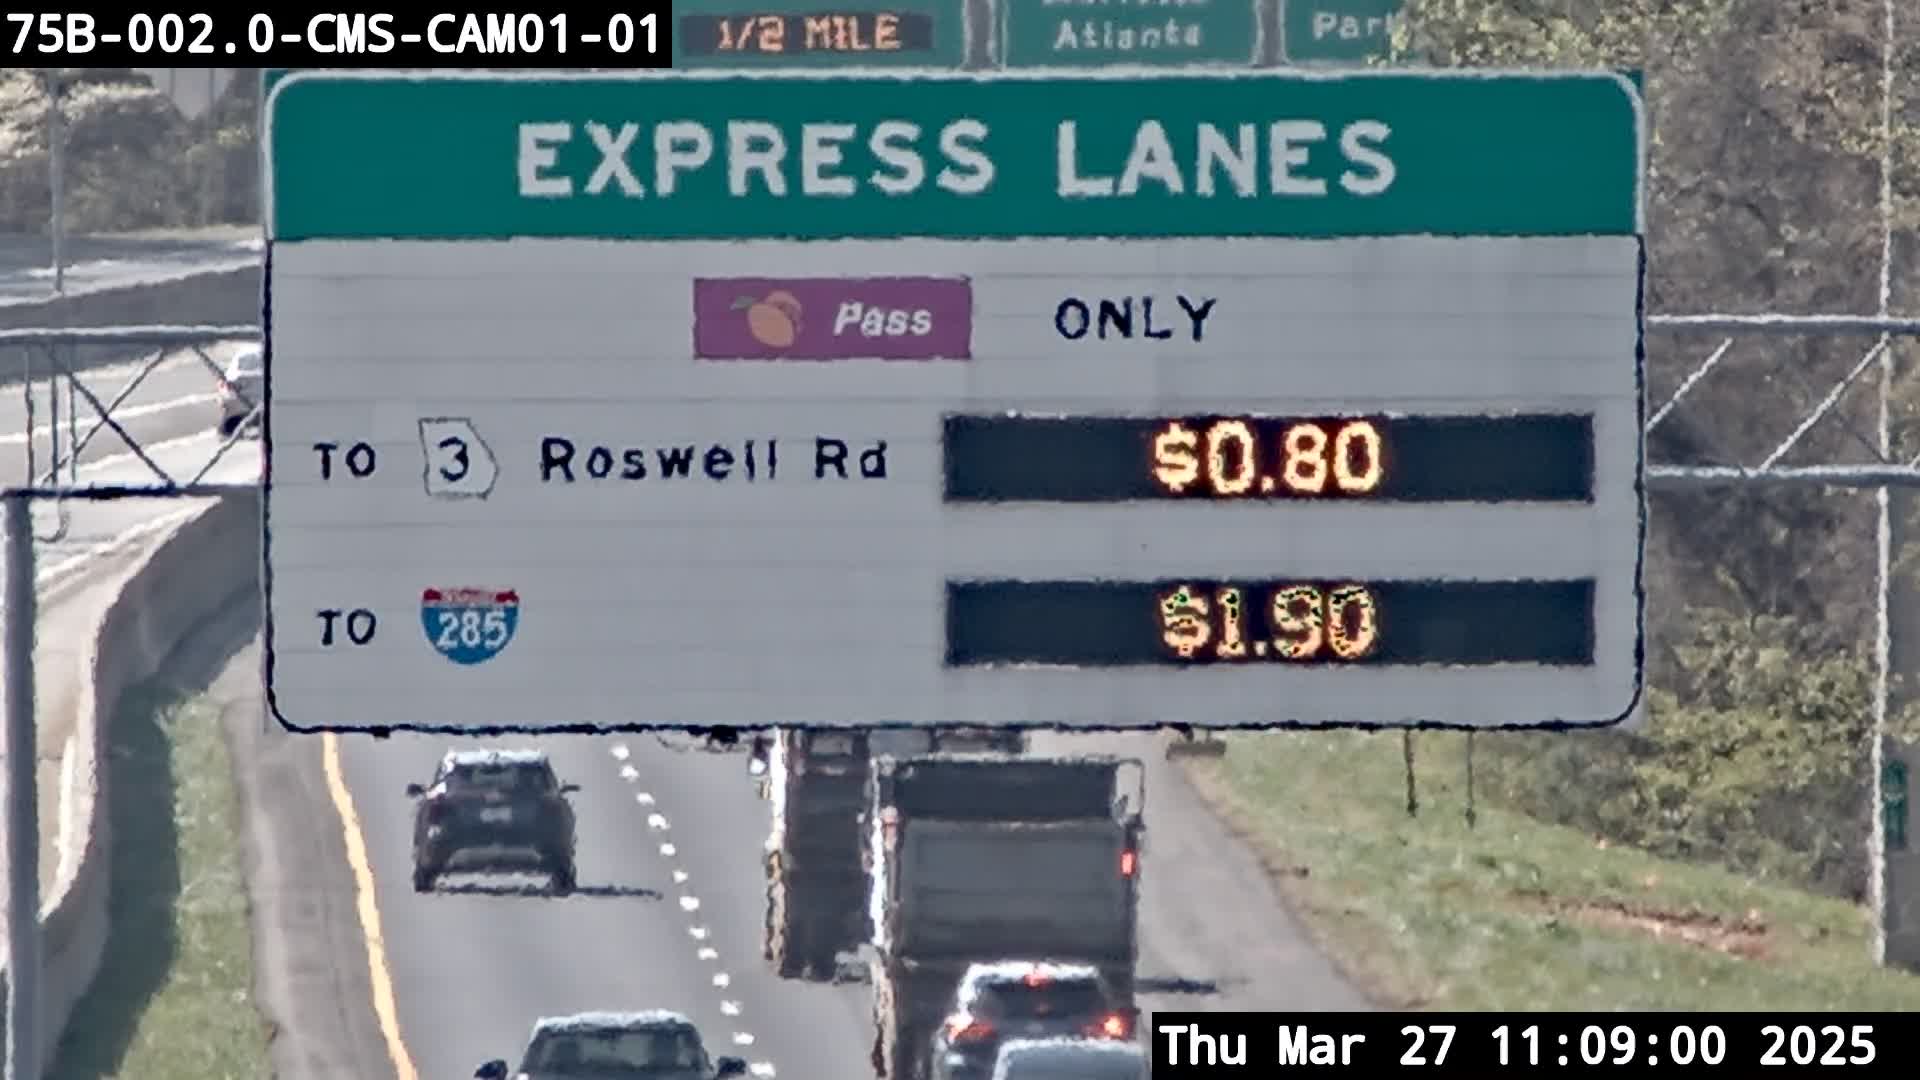 75B-002.0-CMS-CAM01-01
1/2 MILE
Atlanta
EXPRESS LANES
Pass ONLY
TO 3 Roswell Rd $0.80
TO 285 $1.90
Thu Mar 27 11:09:00 2025